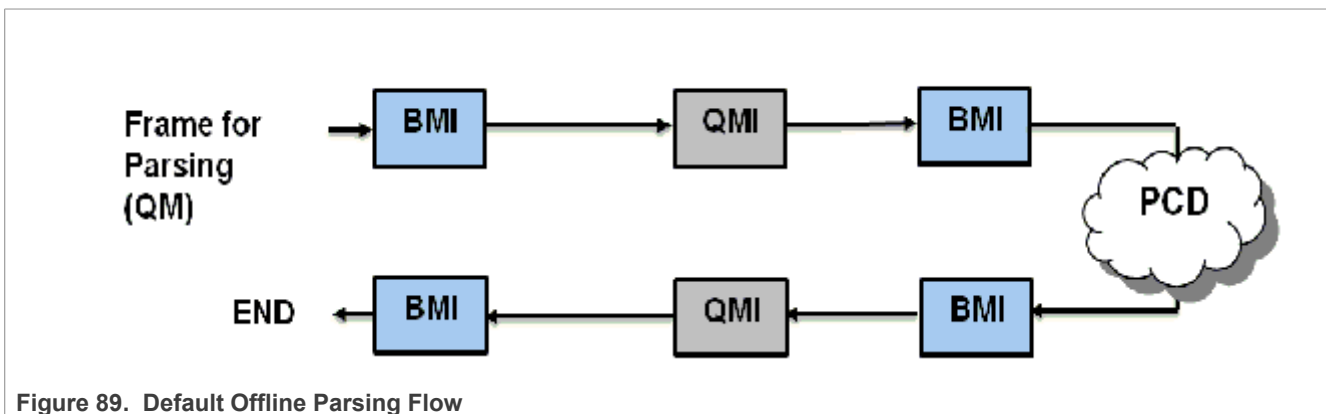 Frame for
Parsing
(QM)
BMI
QMI
BMI
PCD
END
BMI
QMI
BMI
Figure 89. Default Offline Parsing Flow